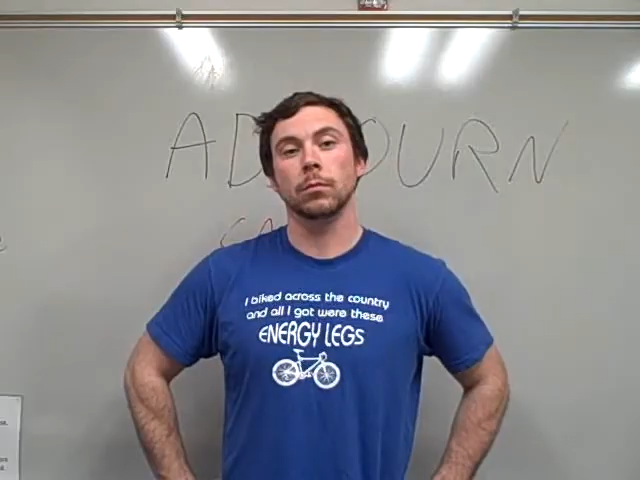 AD OURN
I biked across the country
and all I got were these
ENERGY LEGS